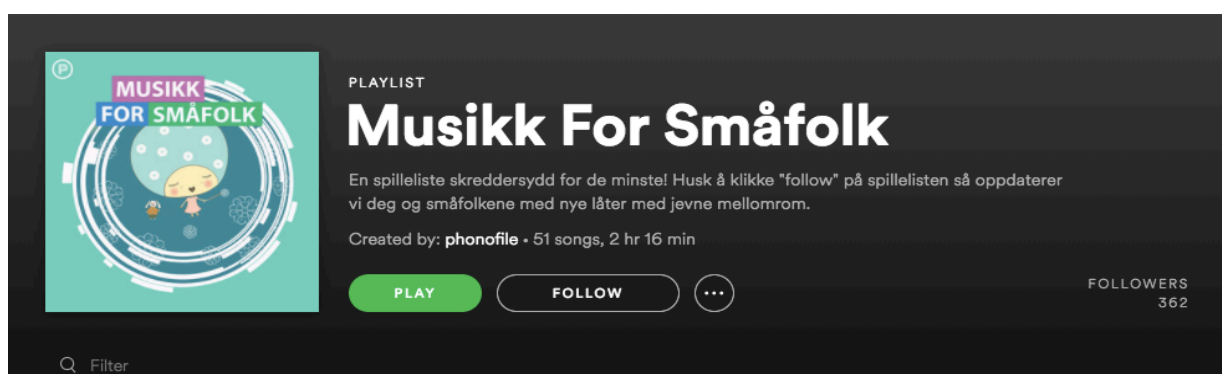 P
MUSIKK
FOR SMÅFOLK
PLAYLIST
Musikk For Småfolk
En spilleliste skreddersydd for de minste! Husk å klikke "follow" på spillelisten så oppdaterer
vi deg og småfolkene med nye låter med jevne mellomrom.
Created by: phonofile • 51 songs, 2 hr 16 min
PLAY
FOLLOW
FOLLOWERS
362
Filter